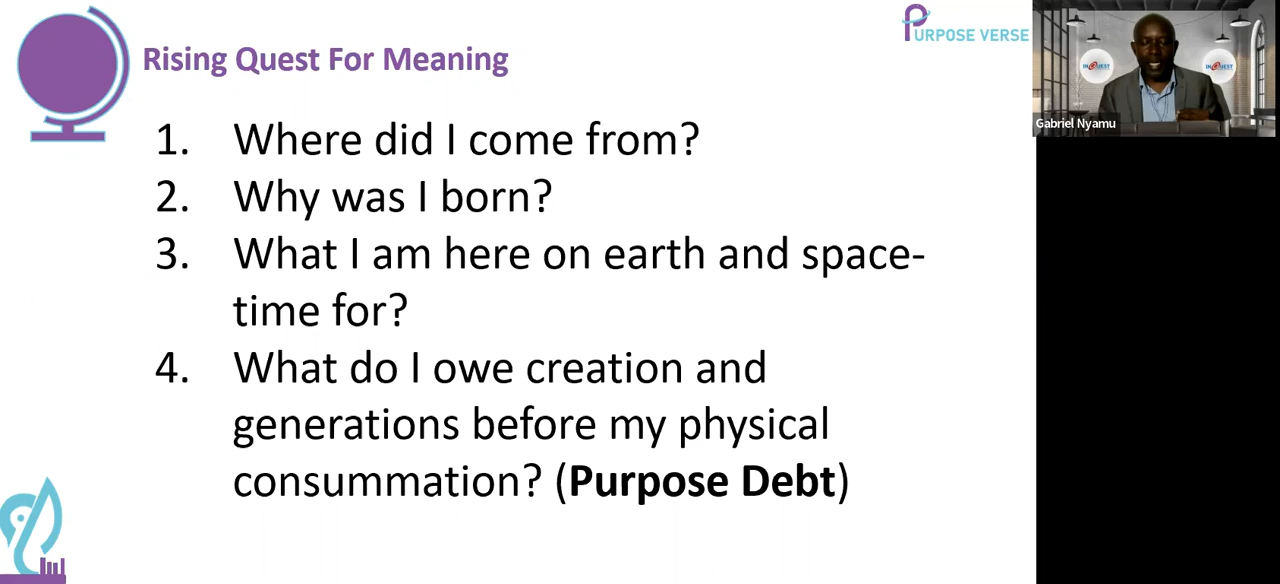 Rising Quest For Meaning
PURPOSE VERSE
1. Where did I come from?
2. Why was I born?
3. What I am here on earth and space-
time for?
4. What do I owe creation and
generations before my physical
consummation? (Purpose Debt)
INQUEST
INQUEST
Gabriel Nyamu